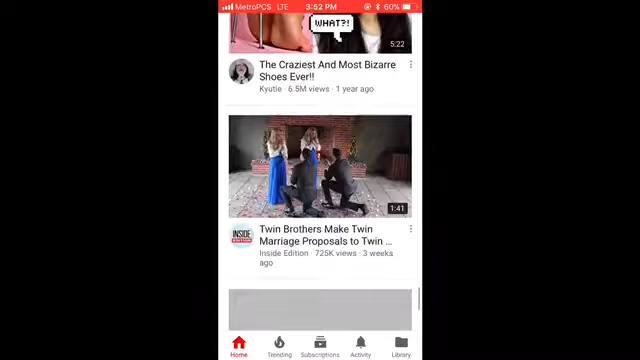 MetroPCS LTE 3:52 PM 60%
WHAT?!
5:22
The Craziest And Most Bizarre
Shoes Ever!!
Kyutie · 6.5M views · 1 year ago
1:41
INSIDE
EDITION
Twin Brothers Make Twin
Marriage Proposals to Twin ...
Inside Edition · 725K views · 3 weeks
ago
Home Trending Subscriptions Activity Library